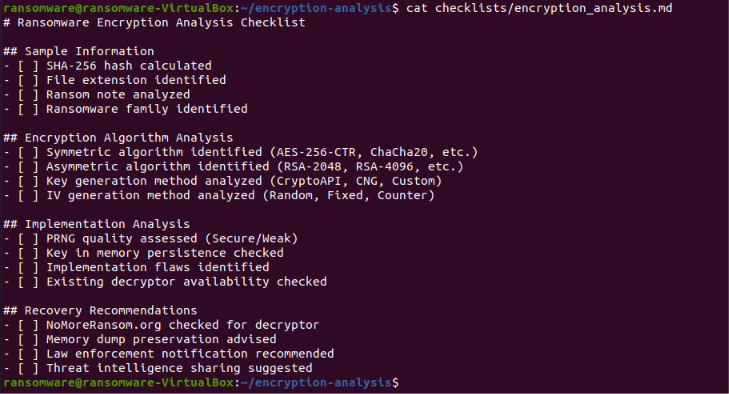 ransomware@ransomware-VirtualBox:~/encryption-analysis$ cat checklists/encryption_analysis.md
# Ransomware Encryption Analysis Checklist
## Sample Information
- [ ] SHA-256 hash calculated
- [ ] File extension identified
- [ ] Ransom note analyzed
- [ ] Ransomware family identified
## Encryption Algorithm Analysis
- [ ] Symmetric algorithm identified (AES-256-CTR, ChaCha20, etc.)
- [ ] Asymmetric algorithm identified (RSA-2048, RSA-4096, etc.)
- [ ] Key generation method analyzed (CryptoAPI, CNG, Custom)
- [ ] IV generation method analyzed (Random, Fixed, Counter)
## Implementation Analysis
- [ ] PRNG quality assessed (Secure/Weak)
- [ ] Key in memory persistence checked
- [ ] Implementation flaws identified
- [ ] Existing decryptor availability checked
## Recovery Recommendations
- [ ] NoMoreRansom.org checked for decryptor
- [ ] Memory dump preservation advised
- [ ] Law enforcement notification recommended
- [ ] Threat intelligence sharing suggested
ransomware@ransomware-VirtualBox:~/encryption-analysis$